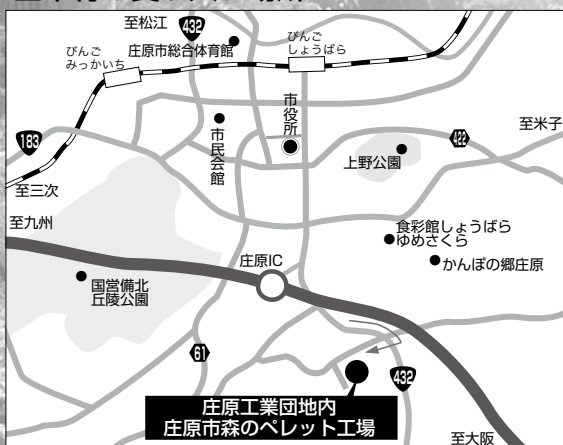 至松江
432
庄原市総合体育館
びんご
しょうばら
びんご
みっかいち
市役所
市民会館
183
422
至米子
上野公園
至三次
至九州
食彩館しょうばら
ゆめさくら
庄原IC
かんぽの郷庄原
国営備北
丘陵公園
61
432
庄原工業団地内
庄原市森のペレット工場
至大阪